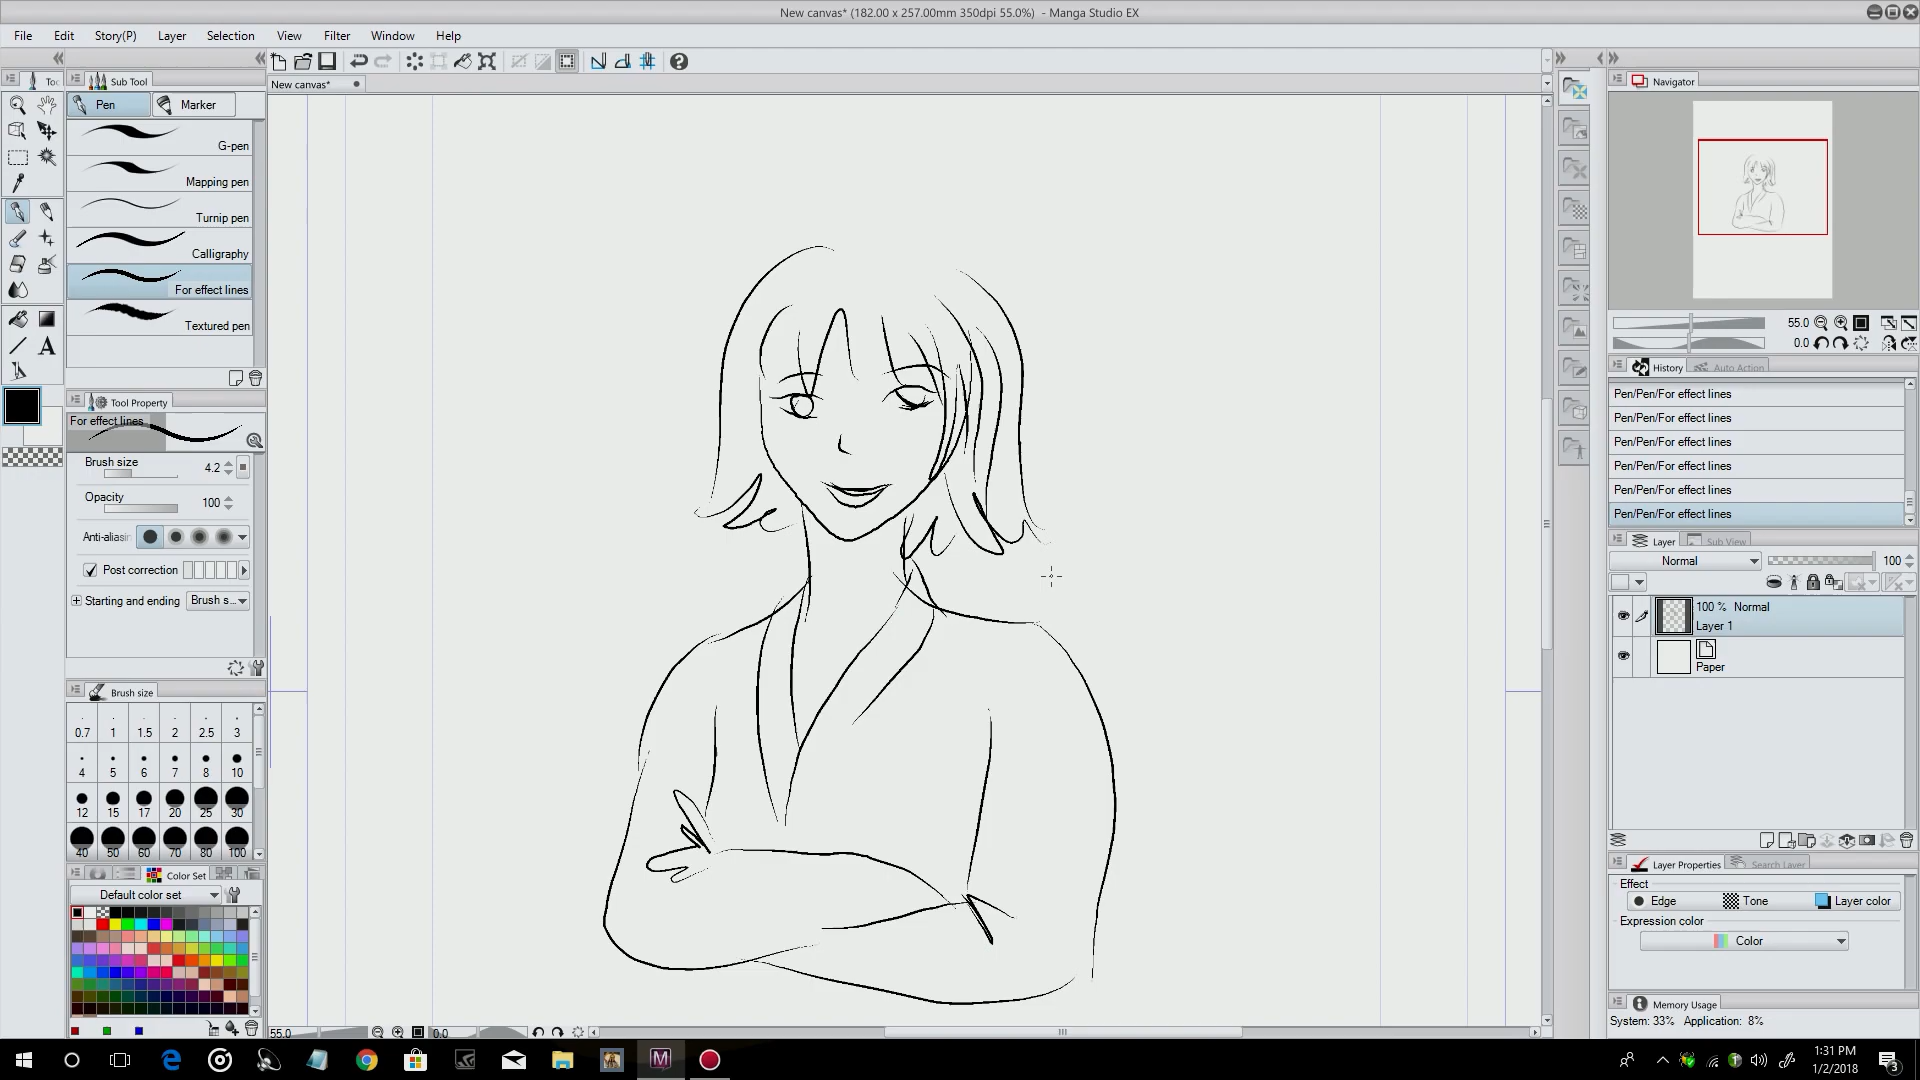 New canvas* (182.00 x 257.00mm 350dpi 55.0%) - Manga Studio EX
File Edit Story(P) Layer Selection View Filter Window Help
Sub Tool
New canvas*
Navigator
Pen Marker
G-pen
Mapping pen
Turnip pen
Calligraphy
For effect lines
Textured pen
55.0
0.0
History Auto Action
Pen/Pen/For effect lines
Pen/Pen/For effect lines
Pen/Pen/For effect lines
Pen/Pen/For effect lines
Pen/Pen/For effect lines
Pen/Pen/For effect lines
Tool Property
For effect lines
Brush size 4.2
Opacity 100
Anti-aliasin
Post correction
Starting and ending Brush s...
Layer Sub View
Normal 100
100 % Normal
Layer 1
Paper
Brush size
0.7 1 1.5 2 2.5 3
4 5 6 7 8 10
12 15 17 20 25 30
40 50 60 70 80 100
Color Set
Default color set
Layer Properties Search Layer
Effect
Edge Tone Layer color
Expression color
Color
Memory Usage
System: 33% Application: 8%
55.0 0.0
1:31 PM
1/2/2018
3